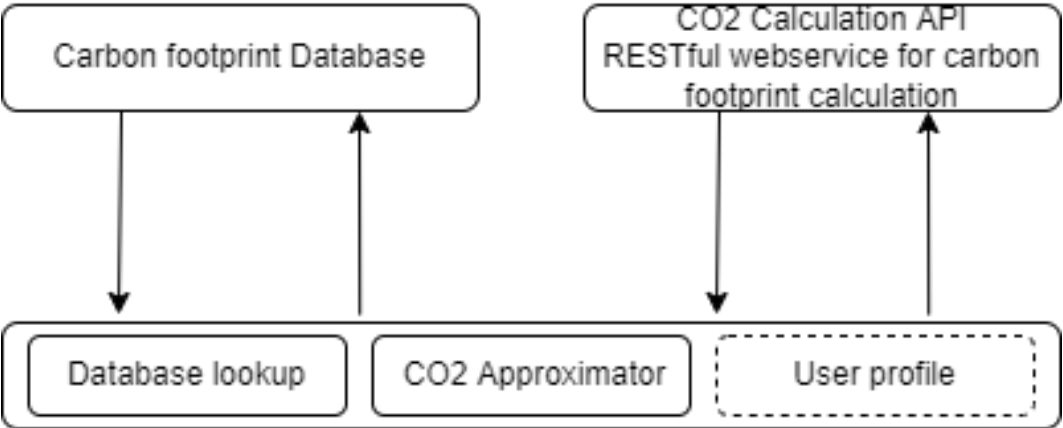 Carbon footprint Database
CO2 Calculation API
RESTful webservice for carbon
footprint calculation
Database lookup
CO2 Approximator
User profile